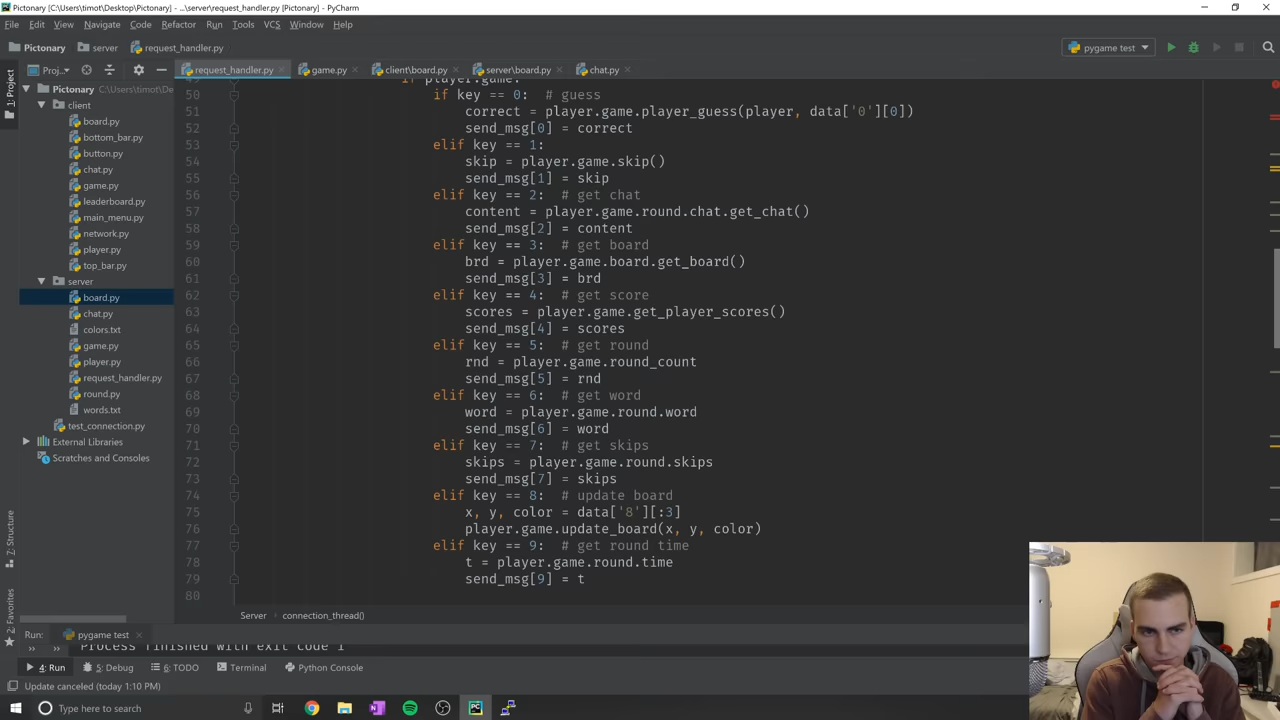 Pictonary [C:\Users\timot\Desktop\Pictonary] - ...\server\request_handler.py [Pictonary] - PyCharm
File Edit View Navigate Code Refactor Run Tools VCS Window Help
Pictonary server request_handler.py pygame test
1: Project
Proj...
request_handler.py game.py client\board.py server\board.py chat.py
Pictonary C:\Users\timot\D
client
board.py
bottom_bar.py
button.py
chat.py
game.py
leaderboard.py
main_menu.py
network.py
player.py
top_bar.py
server
board.py
chat.py
colors.txt
game.py
player.py
request_handler.py
round.py
words.txt
test_connection.py
External Libraries
Scratches and Consoles
49 if player.game:
50 if key == 0: # guess
51 correct = player.game.player_guess(player, data['0'][0])
52 send_msg[0] = correct
53 elif key == 1:
54 skip = player.game.skip()
55 send_msg[1] = skip
56 elif key == 2: # get chat
57 content = player.game.round.chat.get_chat()
58 send_msg[2] = content
59 elif key == 3: # get board
60 brd = player.game.board.get_board()
61 send_msg[3] = brd
62 elif key == 4: # get score
63 scores = player.game.get_player_scores()
64 send_msg[4] = scores
65 elif key == 5: # get round
66 rnd = player.game.round_count
67 send_msg[5] = rnd
68 elif key == 6: # get word
69 word = player.game.round.word
70 send_msg[6] = word
71 elif key == 7: # get skips
72 skips = player.game.round.skips
73 send_msg[7] = skips
74 elif key == 8: # update board
75 x, y, color = data['8'][:3]
76 player.game.update_board(x, y, color)
77 elif key == 9: # get round time
78 t = player.game.round.time
79 send_msg[9] = t
80
Server connection_thread()
7: Structure
2: Favorites
Run: pygame test
» » Process finished with exit code 1
4: Run 5: Debug 6: TODO Terminal Python Console
Update canceled (today 1:10 PM)
Type here to search